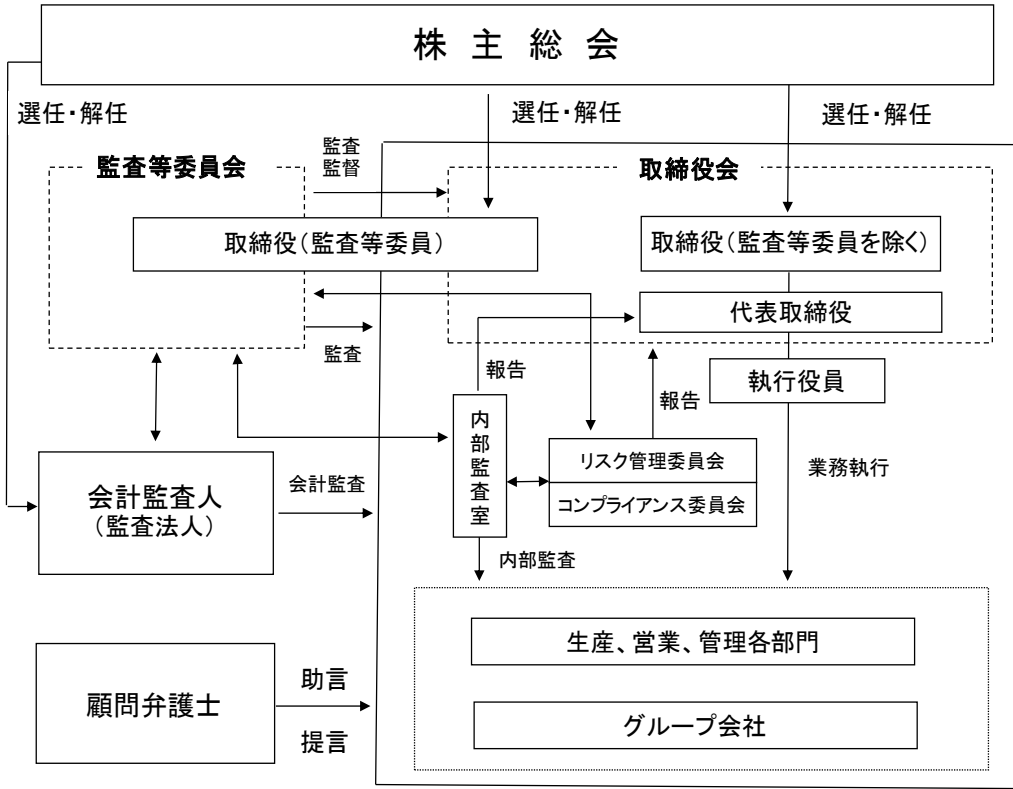 株主総会
選任・解任
選任・解任
選任・解任
監査等委員会
監査
監督
取締役会
取締役（監査等委員）
取締役（監査等委員を除く）
代表取締役
監査
報告
報告
執行役員
内部監査室
リスク管理委員会
コンプライアンス委員会
業務執行
会計監査人
（監査法人）
会計監査
内部監査
生産、営業、管理各部門
顧問弁護士
助言
提言
グループ会社